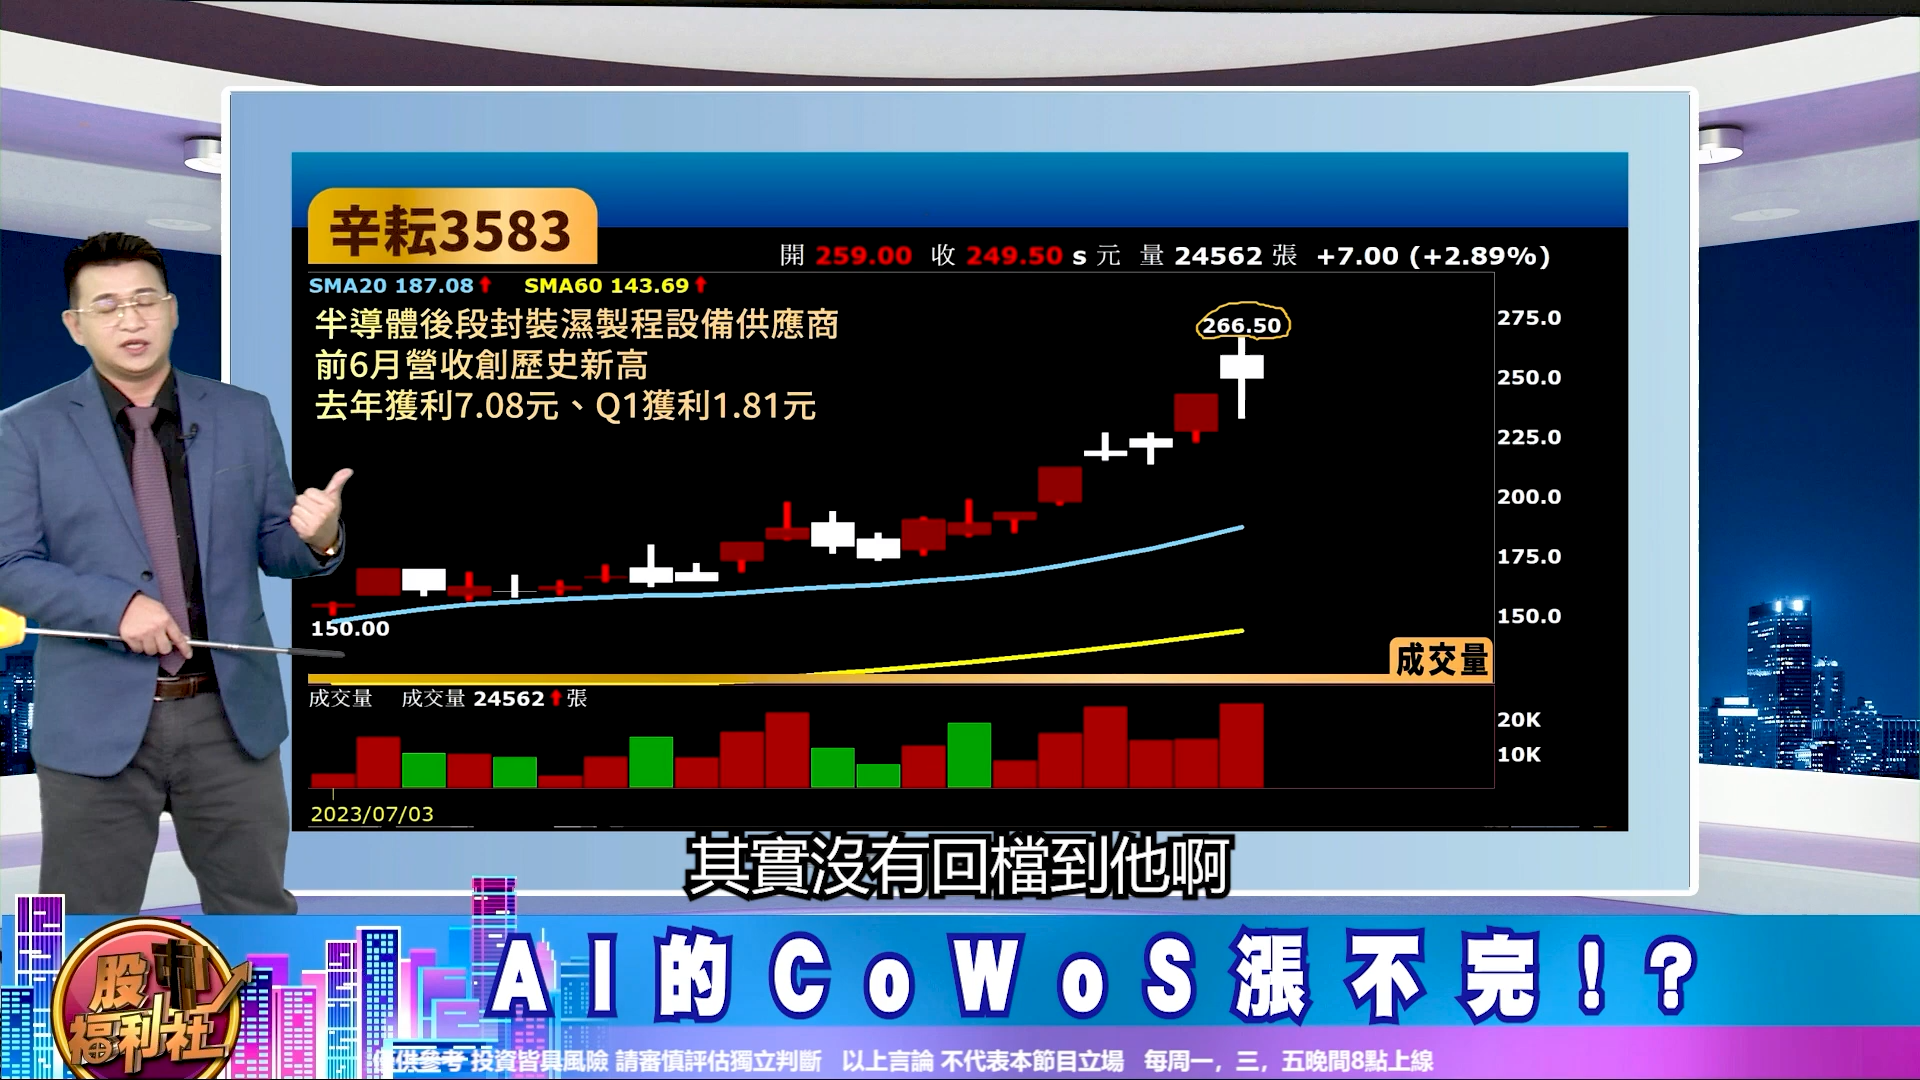 辛耘3583
開 259.00 收 249.50 s 元 量 24562 張 +7.00 (+2.89%)
SMA20 187.08 SMA60 143.69
半導體後段封裝濕製程設備供應商
前6月營收創歷史新高
去年獲利7.08元、Q1獲利1.81元
266.50
275.0
250.0
225.0
200.0
175.0
150.0
150.00
成交量
成交量 成交量 24562 張
20K
10K
2023/07/03
其實沒有回檔到他啊
AI的CoWoS漲不完!?
股市
福利社
僅供參考 投資皆具風險 請審慎評估獨立判斷 以上言論 不代表本節目立場 每周一，三，五晚間8點上線